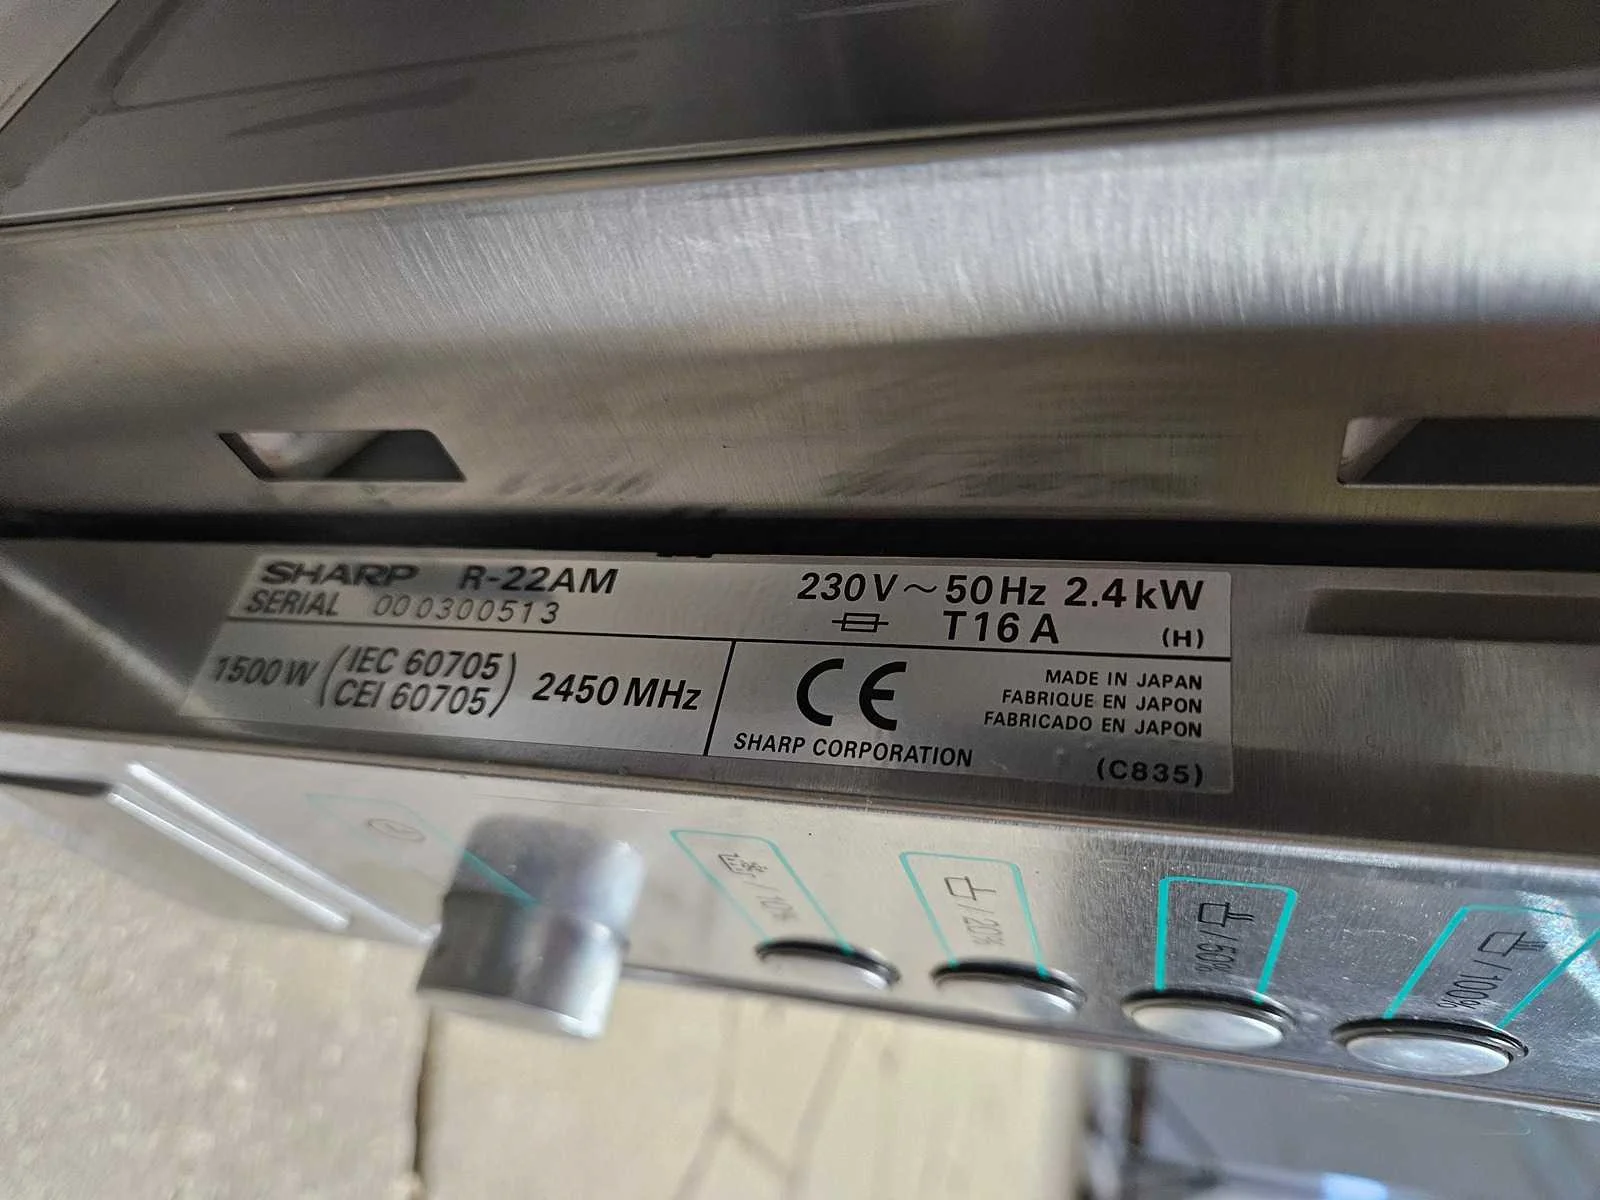 SHARP R-22AM
SERIAL 000300513
230V~50Hz 2.4kW
T16A
(H)
1500W (IEC 60705)
(CEI 60705)
2450MHz
CE
SHARP CORPORATION
MADE IN JAPAN
FABRIQUE EN JAPON
FABRICADO EN JAPON
(C835)
/10%
/20%
/50%
/100%